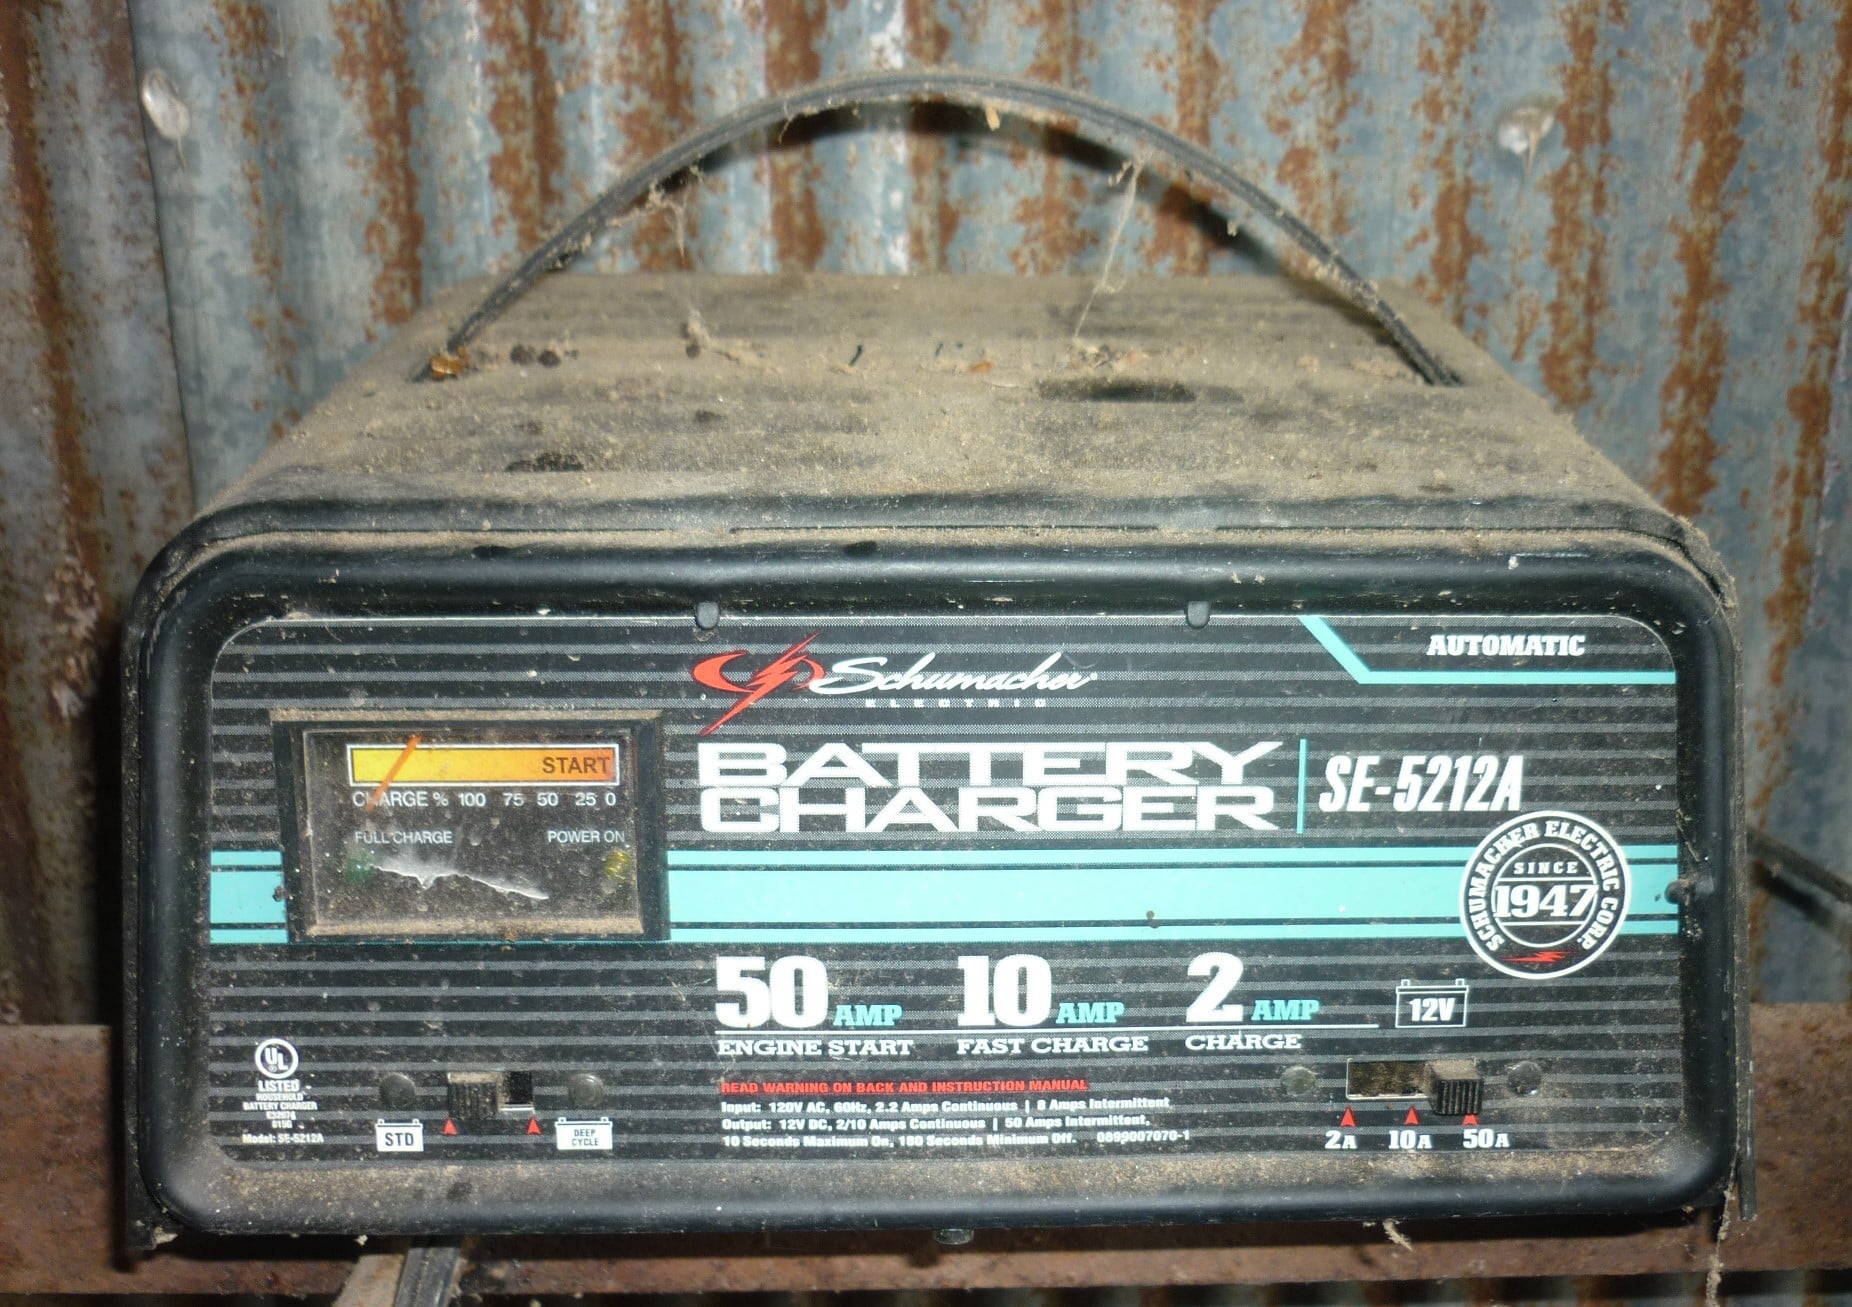 AUTOMATIC
Schumacher
ELECTRIC
BATTERY
CHARGER
SE-5212A
START
CHARGE % 100 75 50 25 0
FULL CHARGE POWER ON
SCHUMACHER ELECTRIC CORP.
SINCE
1947
50 AMP 10 AMP 2 AMP
ENGINE START FAST CHARGE CHARGE
12V
UL
LISTED
HOUSEHOLD
BATTERY CHARGER
Model: SE-5212A
STD
DEEP
CYCLE
READ WARNING ON BACK AND INSTRUCTION MANUAL
Input: 120V AC, 60Hz, 2.2 Amps Continuous | 8 Amps Intermittent
Output: 12V DC, 2/10 Amps Continuous | 50 Amps Intermittent,
10 Seconds Maximum On, 180 Seconds Minimum Off. 0899007070-1
2A 10A 50A